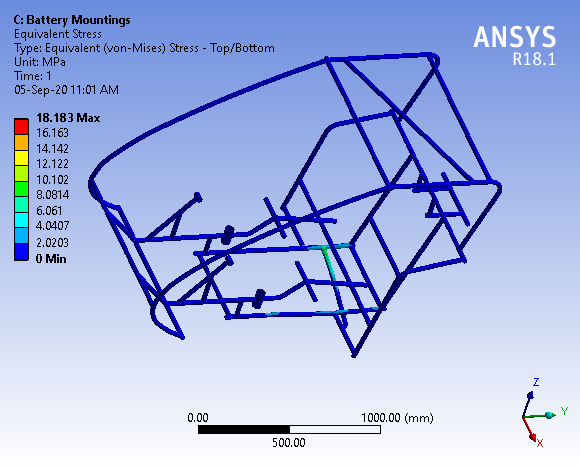 C: Battery Mountings
Equivalent Stress
Type: Equivalent (von-Mises) Stress - Top/Bottom
Unit: MPa
Time: 1
05-Sep-20 11:01 AM
ANSYS
R18.1
18.183 Max
16.163
14.142
12.122
10.102
8.0814
6.061
4.0407
2.0203
0 Min
0.00
1000.00 (mm)
500.00
Z
Y
X